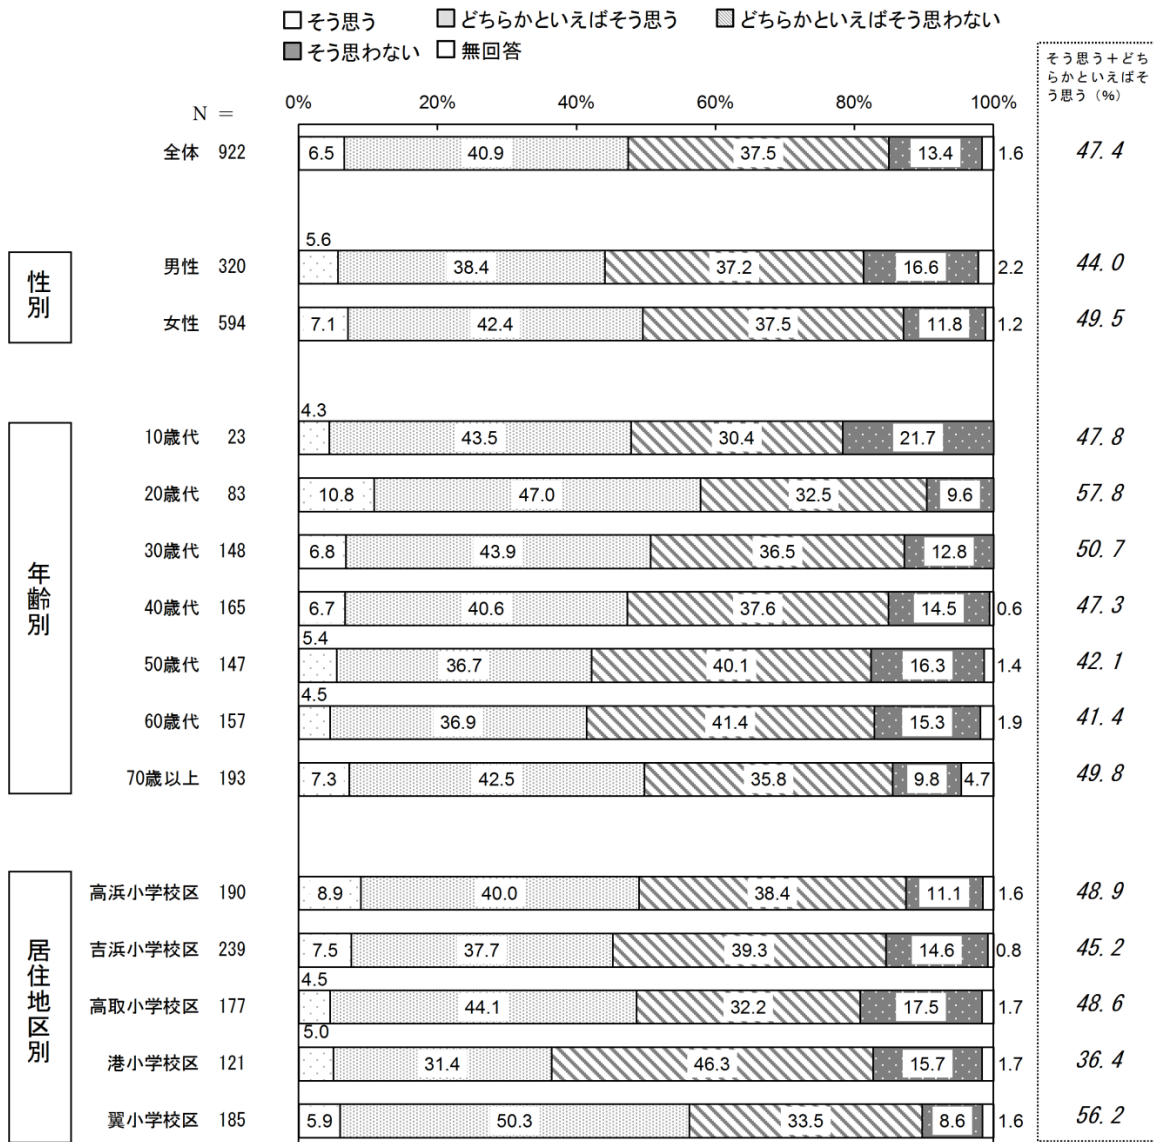 そう思う どちらかといえばそう思う どちらかといえばそう思わない
そう思わない 無回答
そう思う＋どち
らかといえばそ
う思う（%）
N = 0% 20% 40% 60% 80% 100%
全体 922 6.5 40.9 37.5 13.4 1.6 47.4
性別
5.6
男性 320 38.4 37.2 16.6 2.2 44.0
女性 594 7.1 42.4 37.5 11.8 1.2 49.5
年齢別
4.3
10歳代 23 43.5 30.4 21.7 47.8
20歳代 83 10.8 47.0 32.5 9.6 57.8
30歳代 148 6.8 43.9 36.5 12.8 50.7
40歳代 165 6.7 40.6 37.6 14.5 0.6 47.3
5.4
50歳代 147 36.7 40.1 16.3 1.4 42.1
4.5
60歳代 157 36.9 41.4 15.3 1.9 41.4
70歳以上 193 7.3 42.5 35.8 9.8 4.7 49.8
居住地区別
高浜小学校区 190 8.9 40.0 38.4 11.1 1.6 48.9
吉浜小学校区 239 7.5 37.7 39.3 14.6 0.8 45.2
4.5
高取小学校区 177 44.1 32.2 17.5 1.7 48.6
5.0
港小学校区 121 31.4 46.3 15.7 1.7 36.4
翼小学校区 185 5.9 50.3 33.5 8.6 1.6 56.2